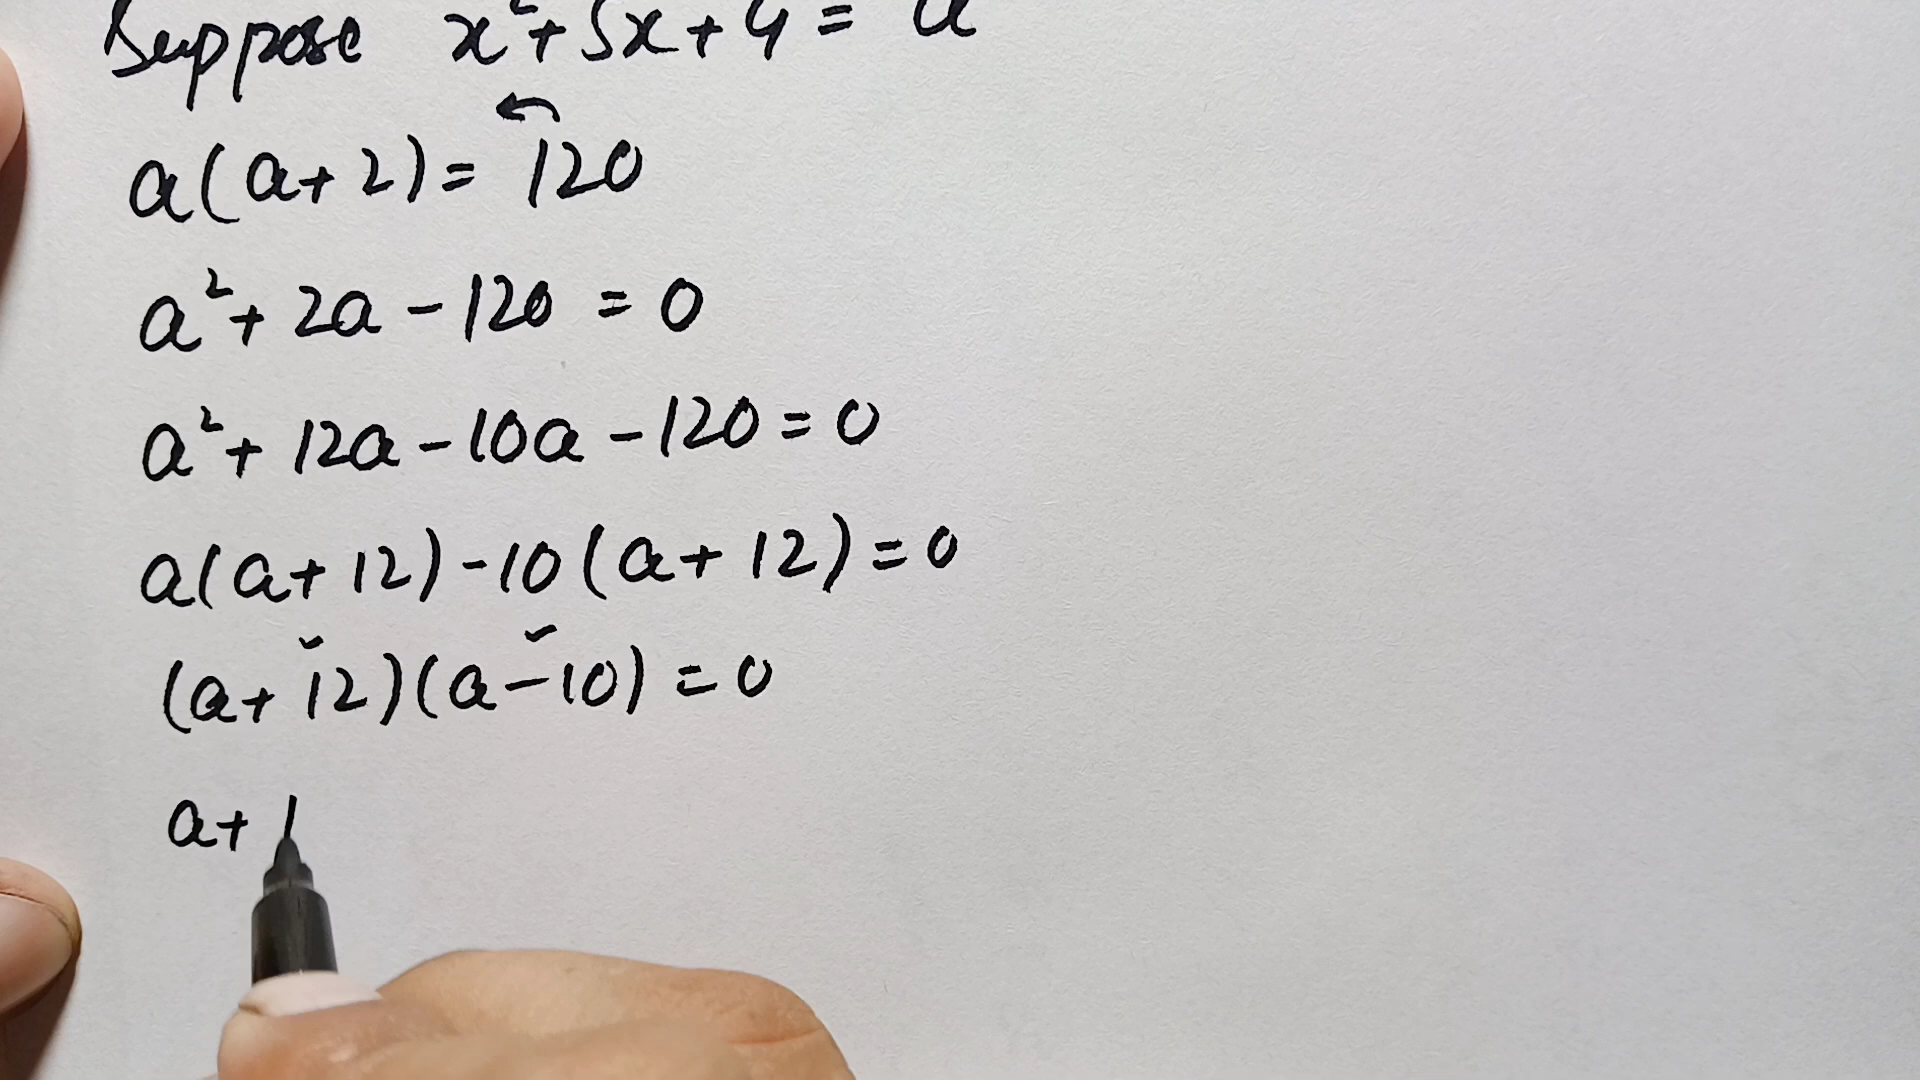 Suppose x²+5x+4 = a
a(a+2) = 120
a²+2a-120 = 0
a²+12a-10a-120=0
a(a+12)-10(a+12)=0
(a+12)(a-10)=0
a+1